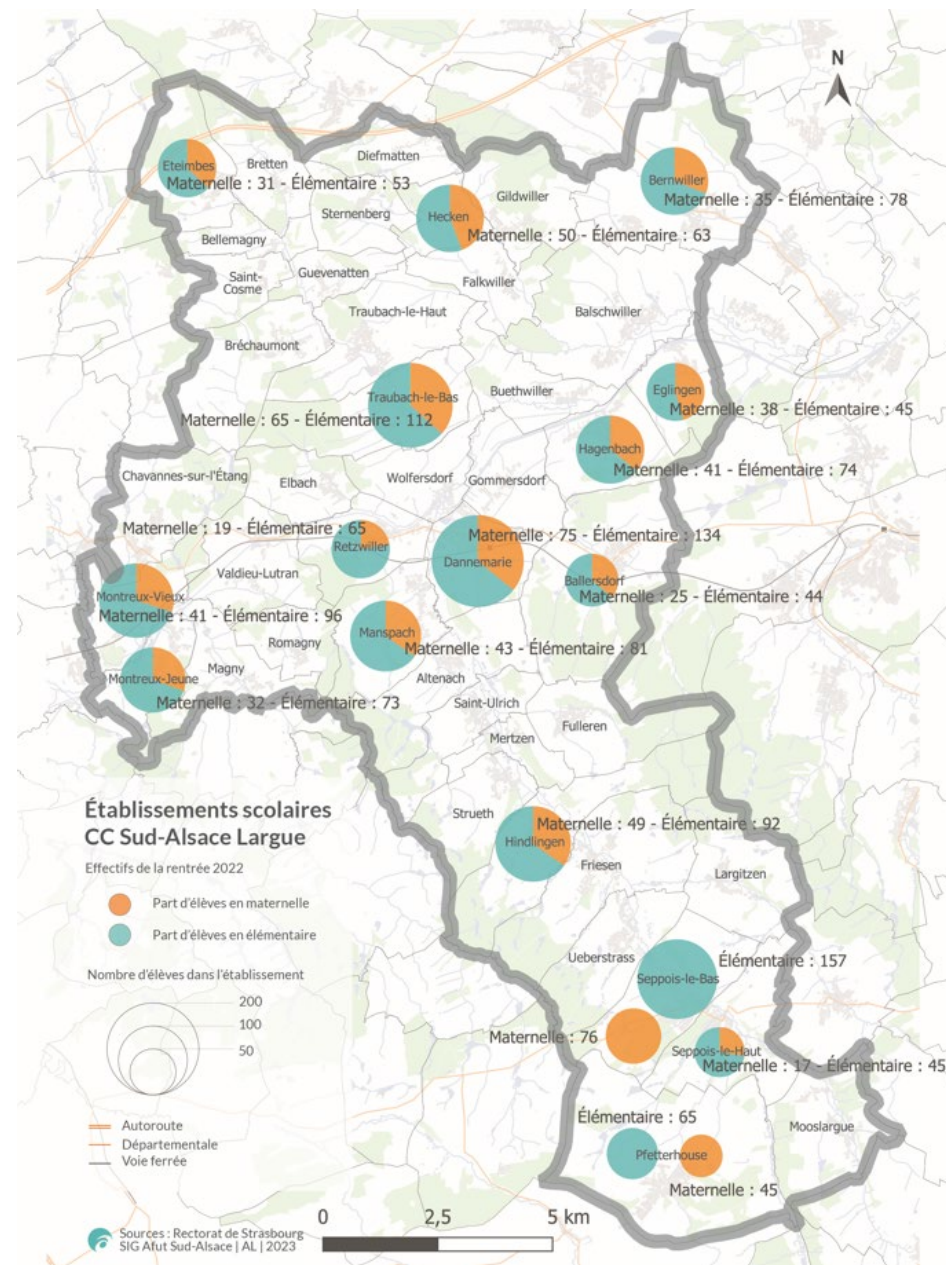 N
Diefmatten
Bretten
Eteimbes
Maternelle : 31 - Élémentaire : 53
Bernwiller
Maternelle : 35 - Élémentaire : 78
Gildwiller
Sternenberg
Hecken
Maternelle : 50 - Élémentaire : 63
Bellemagny
Saint-
Cosme
Guevenatten
Falkwiller
Traubach-le-Haut
Balschwiller
Bréchaumont
Traubach-le-Bas
Maternelle : 65 - Élémentaire : 112
Buethwiller
Eglingen
Maternelle : 38 - Élémentaire : 45
Hagenbach
Maternelle : 41 - Élémentaire : 74
Chavannes-sur-l'Étang
Elbach
Wolfersdorf
Gommersdorf
Maternelle : 19 - Élémentaire : 65
Retzwiller
Maternelle : 75 - Élémentaire : 134
Dannemarie
Valdieu-Lutran
Ballersdorf
Maternelle : 25 - Élémentaire : 44
Montreux-Vieux
Maternelle : 41 - Élémentaire : 96
Manspach
Maternelle : 43 - Élémentaire : 81
Romagny
Magny
Montreux-Jeune
Maternelle : 32 - Élémentaire : 73
Altenach
Saint-Ulrich
Fulleren
Mertzen
Strueth
Maternelle : 49 - Élémentaire : 92
Hindlingen
Friesen
Largitzen
Ueberstrass
Élémentaire : 157
Seppois-le-Bas
Maternelle : 76
Seppois-le-Haut
Maternelle : 17 - Élémentaire : 45
Élémentaire : 65
Mooslargue
Pfetterhouse
Maternelle : 45
Établissements scolaires
CC Sud-Alsace Largue
Effectifs de la rentrée 2022
Part d'élèves en maternelle
Part d'élèves en élémentaire
Nombre d'élèves dans l'établissement
200
100
50
Autoroute
Départementale
Voie ferrée
Sources : Rectorat de Strasbourg
SIG Afut Sud-Alsace | AL | 2023
0 2,5 5 km